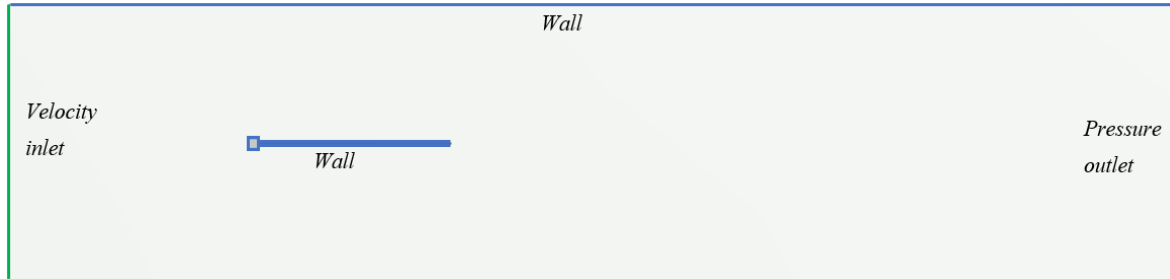 Wall
Velocity
inlet
Wall
Pressure
outlet